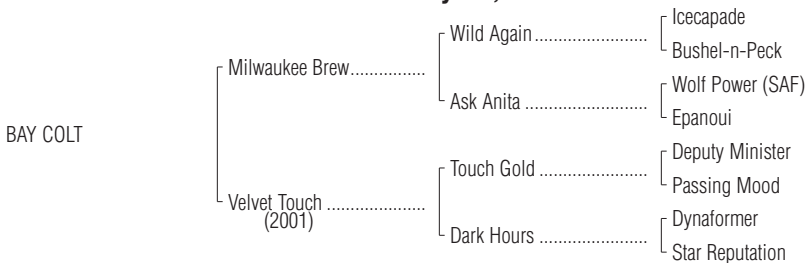 Icecapade
Wild Again
Bushel-n-Peck
Milwaukee Brew
Wolf Power (SAF)
Ask Anita
Epanoui
BAY COLT
Deputy Minister
Touch Gold
Passing Mood
Velvet Touch
(2001)
Dynaformer
Dark Hours
Star Reputation